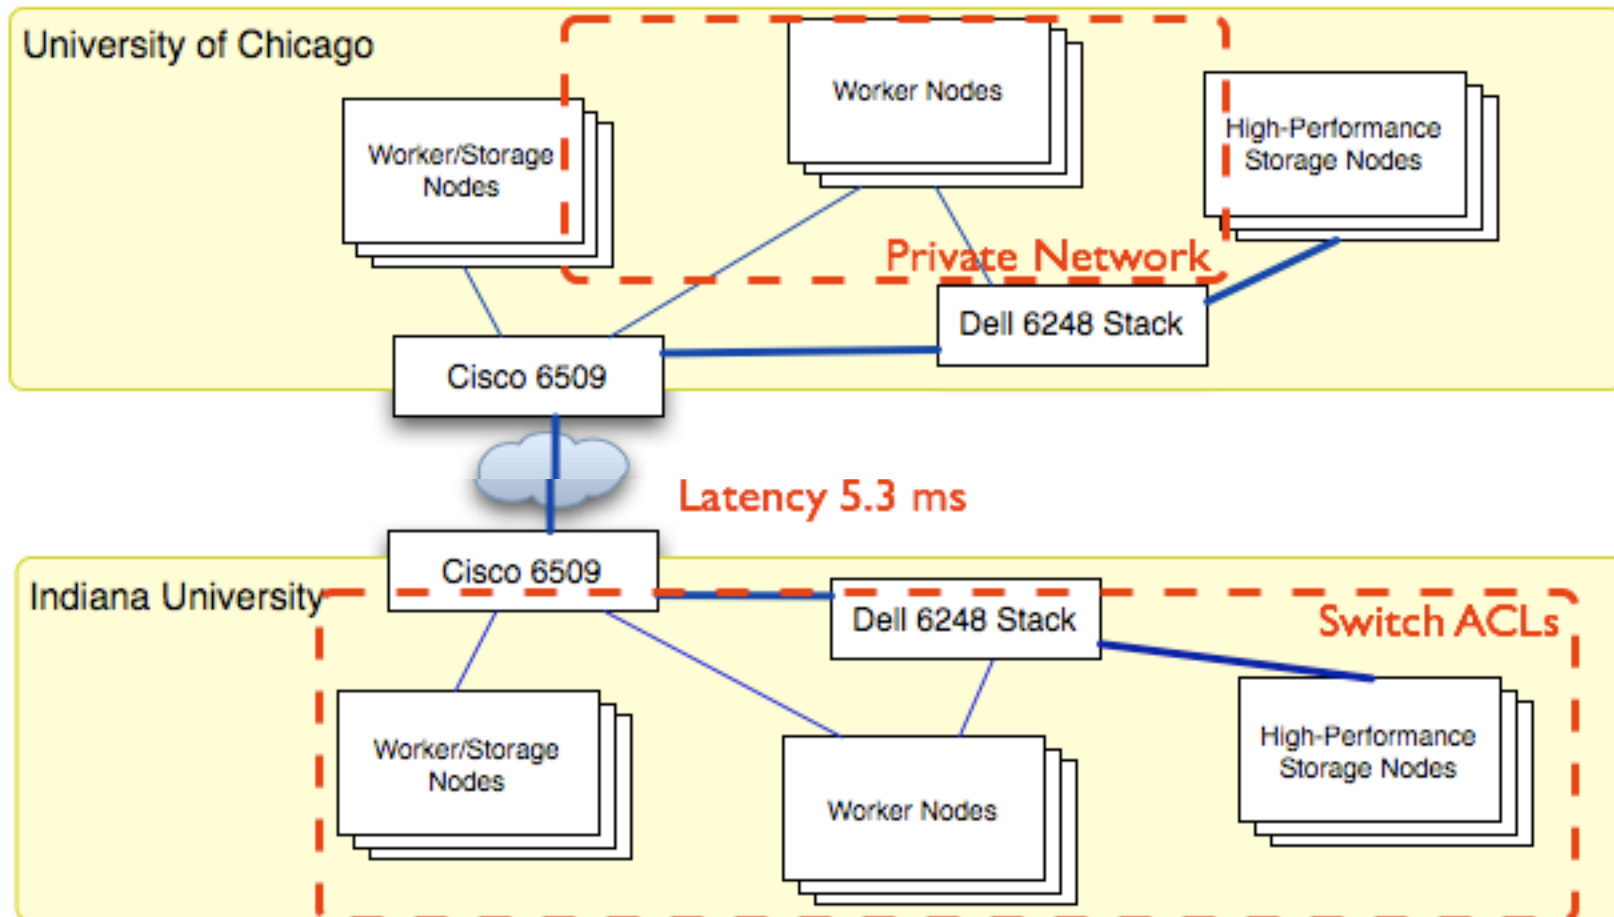 University of Chicago
Worker Nodes
Worker/Storage
Nodes
High-Performance
Storage Nodes
Private Network
Dell 6248 Stack
Cisco 6509
Latency 5.3 ms
Cisco 6509
Indiana University
Dell 6248 Stack
Switch ACLs
Worker/Storage
Nodes
Worker Nodes
High-Performance
Storage Nodes